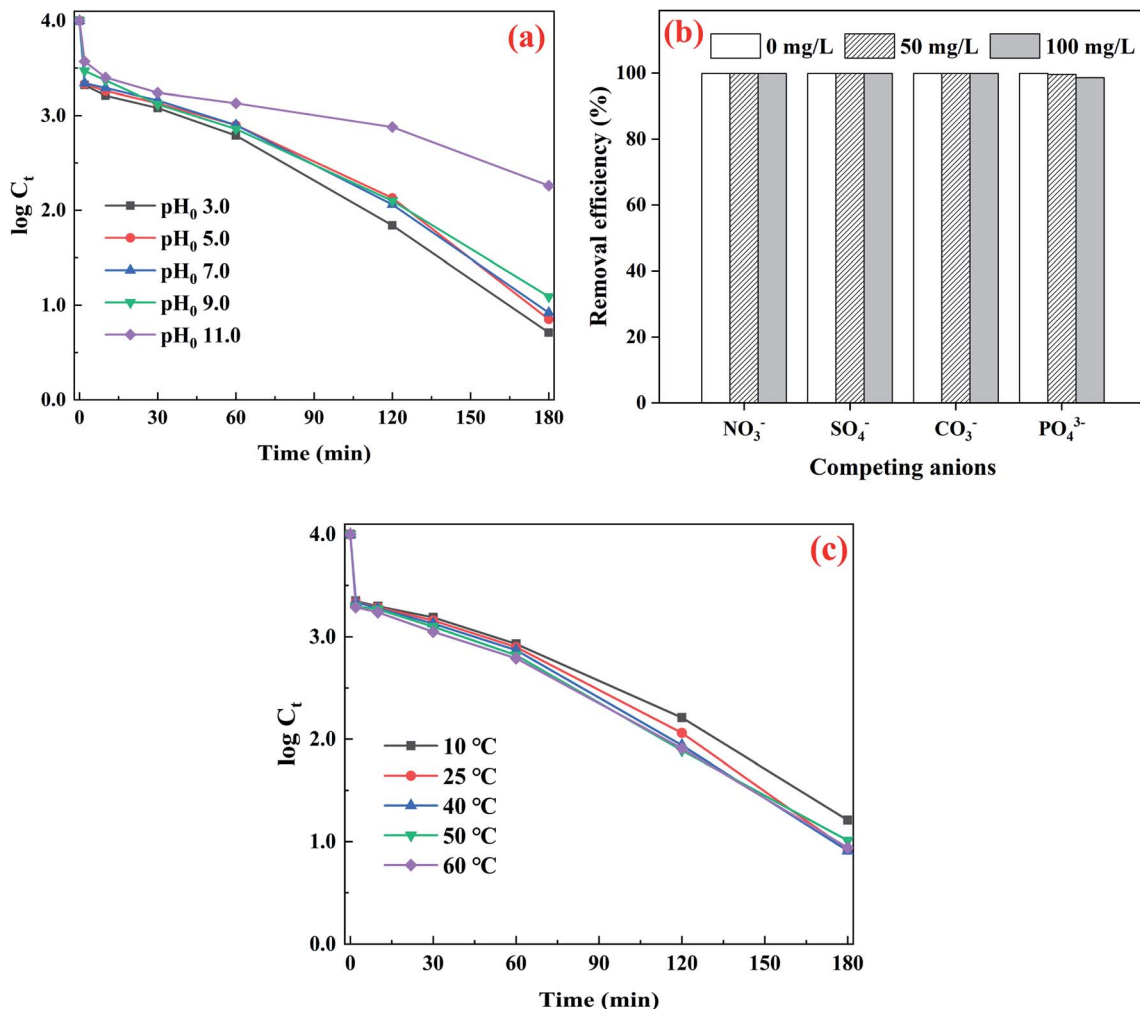 (a)
log Cₜ
4.0
3.0
2.0
1.0
0.0
pH₀ 3.0
pH₀ 5.0
pH₀ 7.0
pH₀ 9.0
pH₀ 11.0
0 30 60 90 120 150 180
Time (min)
(b)
0 mg/L 50 mg/L 100 mg/L
Removal efficiency (%)
100
80
60
40
20
0
NO₃⁻ SO₄⁻ CO₃⁻ PO₄³⁻
Competing anions
(c)
log Cₜ
4.0
3.0
2.0
1.0
0.0
10 °C
25 °C
40 °C
50 °C
60 °C
0 30 60 90 120 150 180
Time (min)